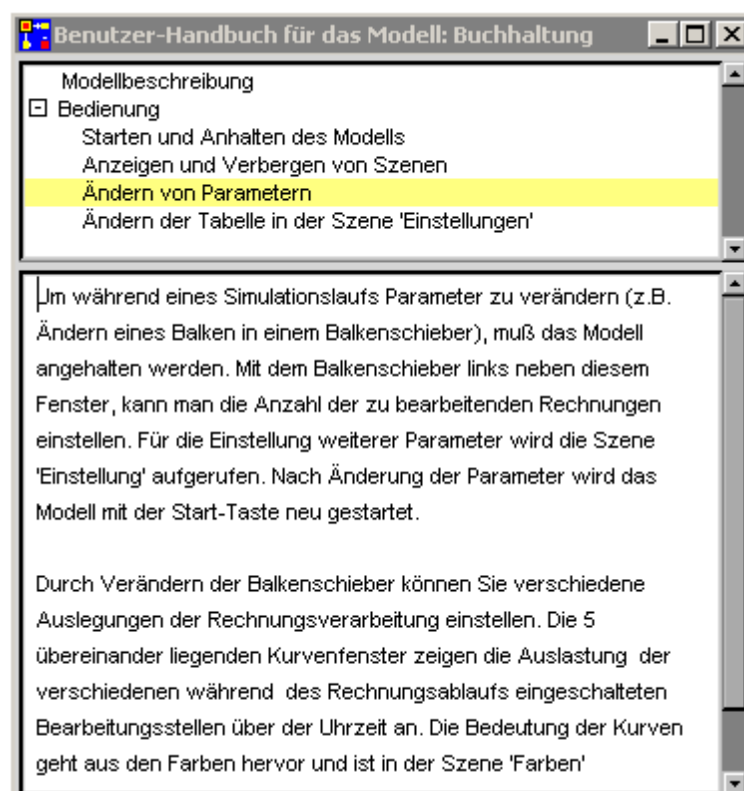 Benutzer-Handbuch für das Modell: Buchhaltung
Modellbeschreibung
Bedienung
Starten und Anhalten des Modells
Anzeigen und Verbergen von Szenen
Ändern von Parametern
Ändern der Tabelle in der Szene 'Einstellungen'
Um während eines Simulationslaufs Parameter zu verändern (z.B.
Ändern eines Balken in einem Balkenschieber), muß das Modell
angehalten werden. Mit dem Balkenschieber links neben diesem
Fenster, kann man die Anzahl der zu bearbeitenden Rechnungen
einstellen. Für die Einstellung weiterer Parameter wird die Szene
'Einstellung' aufgerufen. Nach Änderung der Parameter wird das
Modell mit der Start-Taste neu gestartet.
Durch Verändern der Balkenschieber können Sie verschiedene
Auslegungen der Rechnungsverarbeitung einstellen. Die 5
übereinander liegenden Kurvenfenster zeigen die Auslastung  der
verschiedenen während  des Rechnungsablaufs eingeschalteten
Bearbeitungsstellen über der Uhrzeit an. Die Bedeutung der Kurven
geht aus den Farben hervor und ist in der Szene 'Farben'